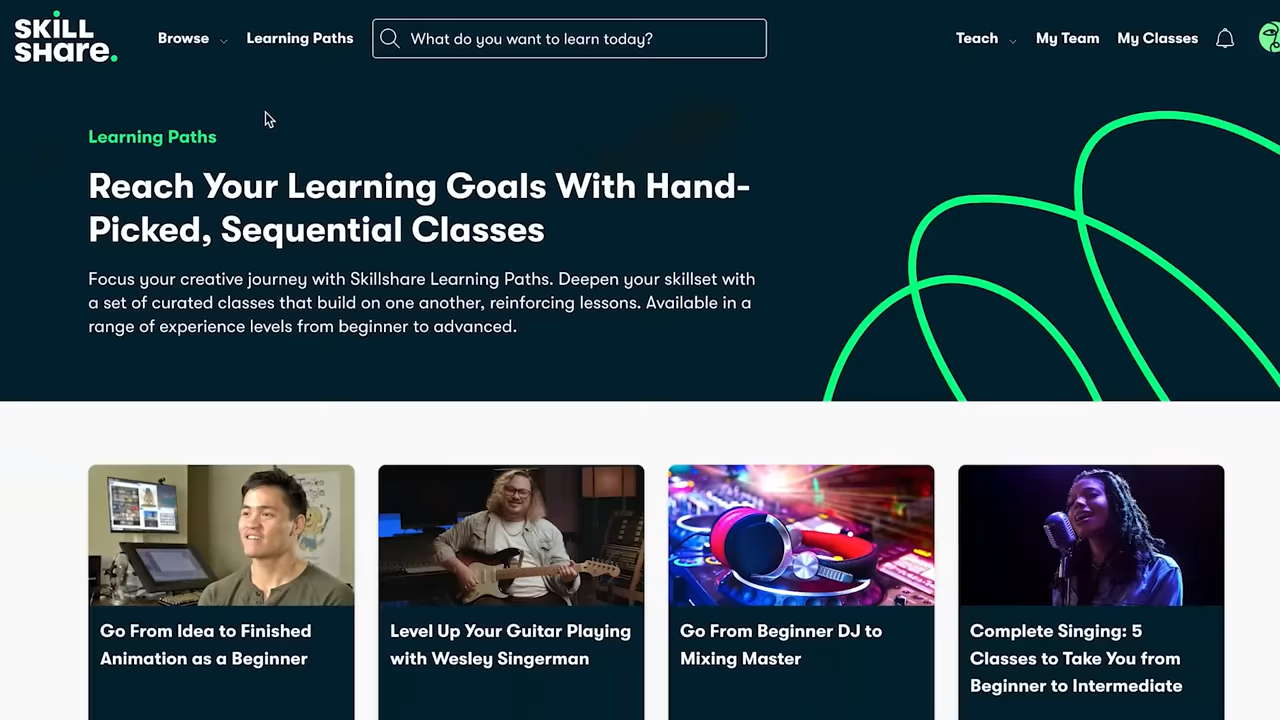 SKILL
SHARE.
Browse
Learning Paths
What do you want to learn today?
Teach
My Team
My Classes
Learning Paths
Reach Your Learning Goals With Hand-
Picked, Sequential Classes
Focus your creative journey with Skillshare Learning Paths. Deepen your skillset with
a set of curated classes that build on one another, reinforcing lessons. Available in a
range of experience levels from beginner to advanced.
Go From Idea to Finished
Animation as a Beginner
Level Up Your Guitar Playing
with Wesley Singerman
Go From Beginner DJ to
Mixing Master
Complete Singing: 5
Classes to Take You from
Beginner to Intermediate